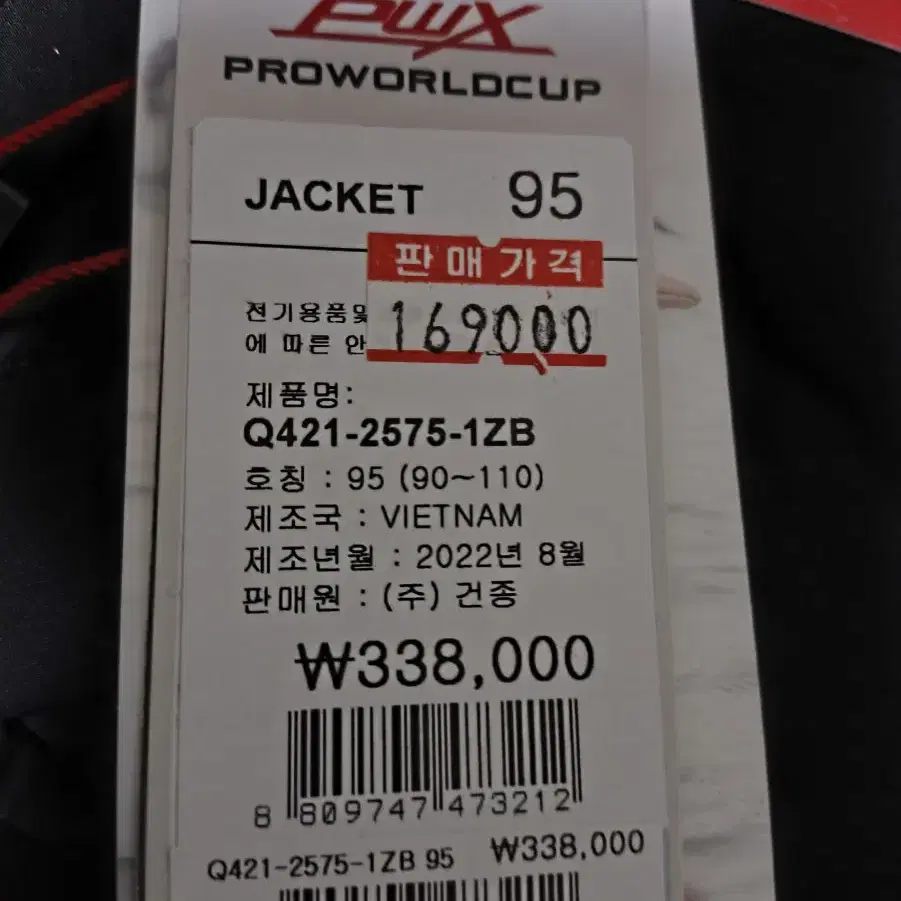 PWX
PROWORLDCUP
JACKET 95
판매가격
169000
전기용품및
에 따른 안
제품명:
Q421-2575-1ZB
호칭 : 95 (90~110)
제조국 : VIETNAM
제조년월 : 2022년 8월
판매원 : (주) 건종
₩338,000
8 809747 473212
Q421-2575-1ZB 95 ₩338,000